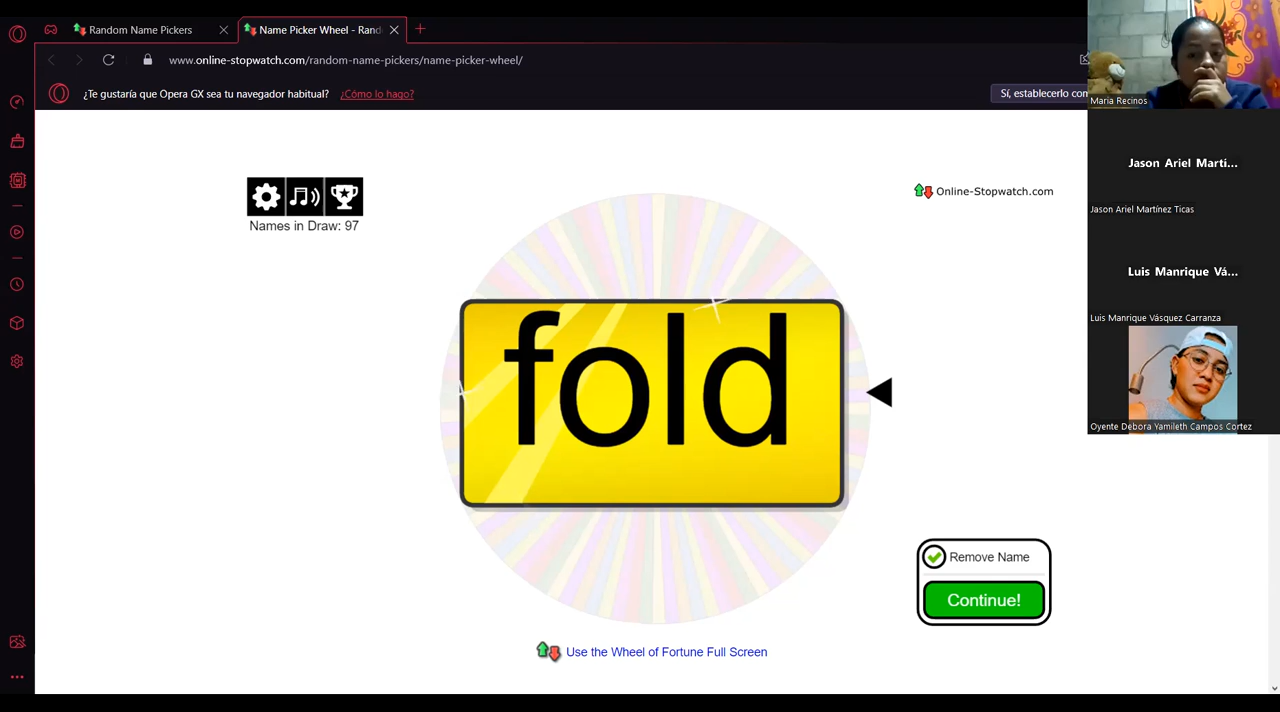 Random Name Pickers
Name Picker Wheel - Rand
www.online-stopwatch.com/random-name-pickers/name-picker-wheel/
¿Te gustaría que Opera GX sea tu navegador habitual? ¿Cómo lo hago?
Sí, establecerlo com
Names in Draw: 97
Online-Stopwatch.com
fold
Remove Name
Continue!
Use the Wheel of Fortune Full Screen
Maria Recinos
Jason Ariel Martí...
Jason Ariel Martínez Ticas
Luis Manrique Vá...
Luis Manrique Vásquez Carranza
Oyente Debora Yamileth Campos Cortez